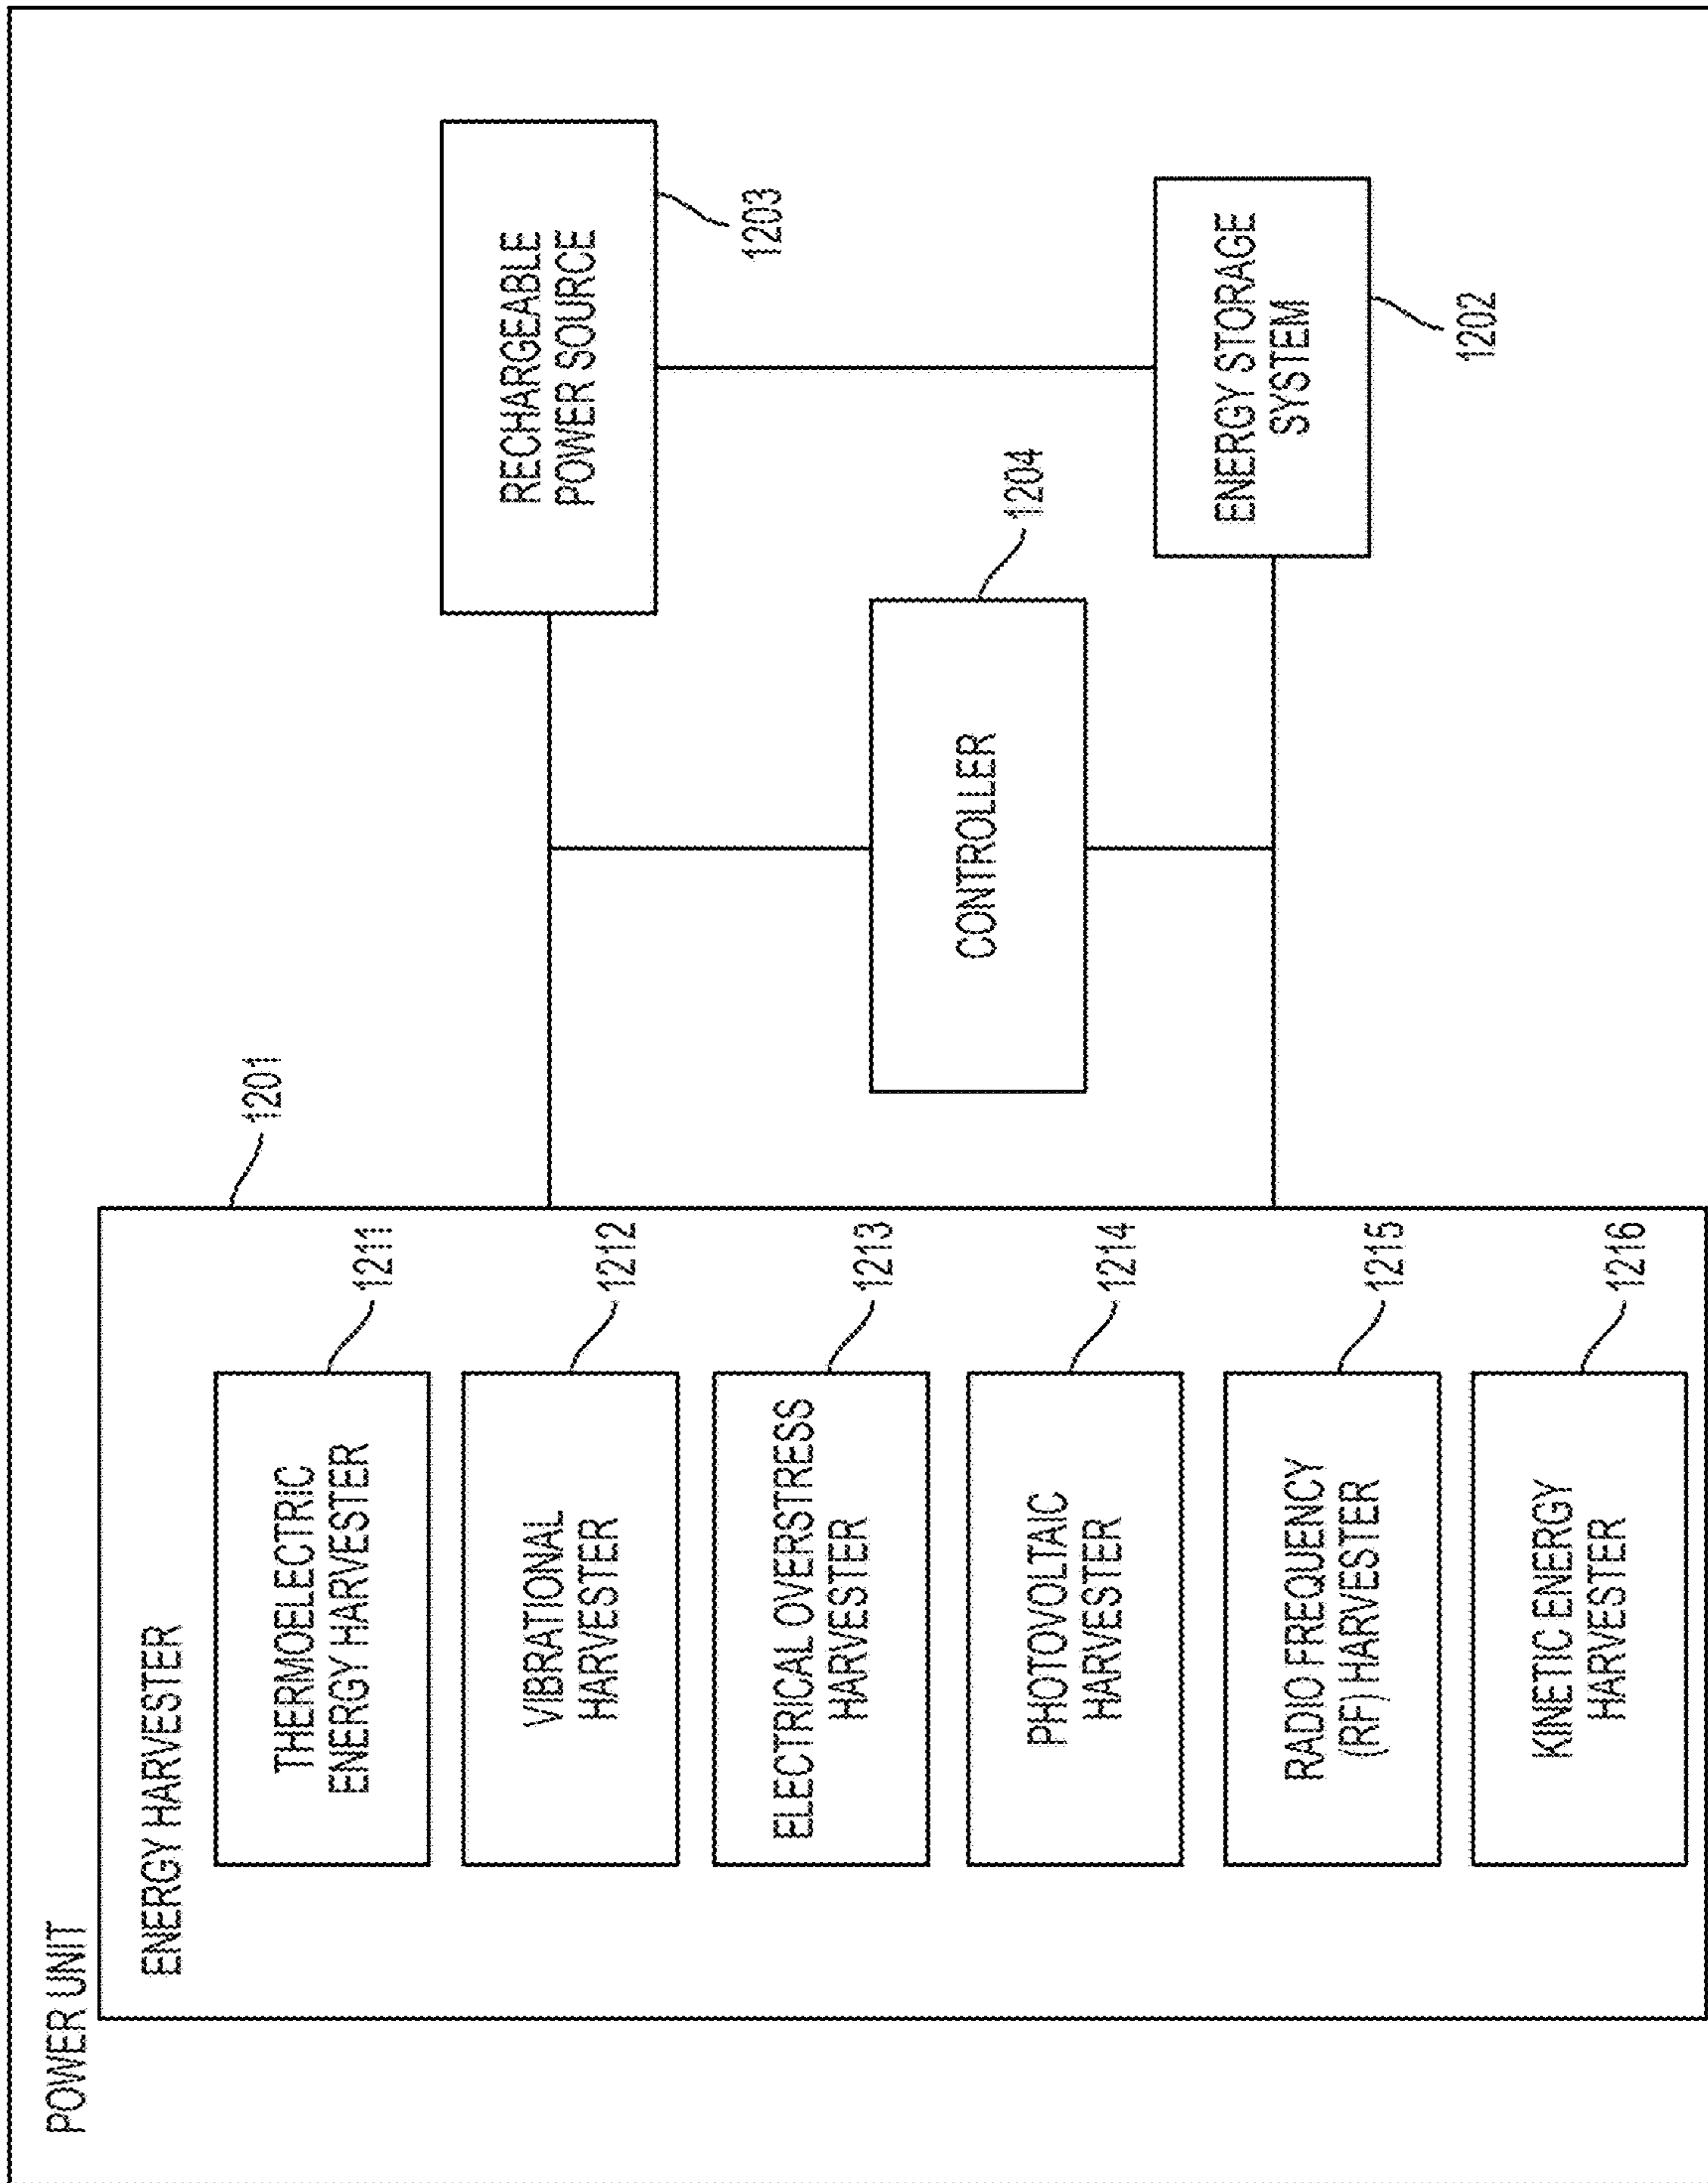 POWER UNIT
ENERGY HARVESTER
1201
THERMOELECTRIC
ENERGY HARVESTER
1211
VIBRATIONAL
HARVESTER
1212
ELECTRICAL OVERSTRESS
HARVESTER
1213
PHOTOVOLTAIC
HARVESTER
1214
RADIO FREQUENCY
(RF) HARVESTER
1215
KINETIC ENERGY
HARVESTER
1216
RECHARGEABLE
POWER SOURCE
1203
CONTROLLER
1204
ENERGY STORAGE
SYSTEM
1202